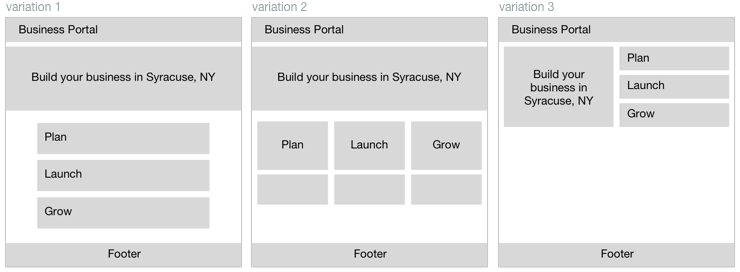 variation 1
Business Portal
Build your business in Syracuse, NY
Plan
Launch
Grow
Footer
variation 2
Business Portal
Build your business in Syracuse, NY
Plan
Launch
Grow
Footer
variation 3
Business Portal
Build your
business in
Syracuse, NY
Plan
Launch
Grow
Footer